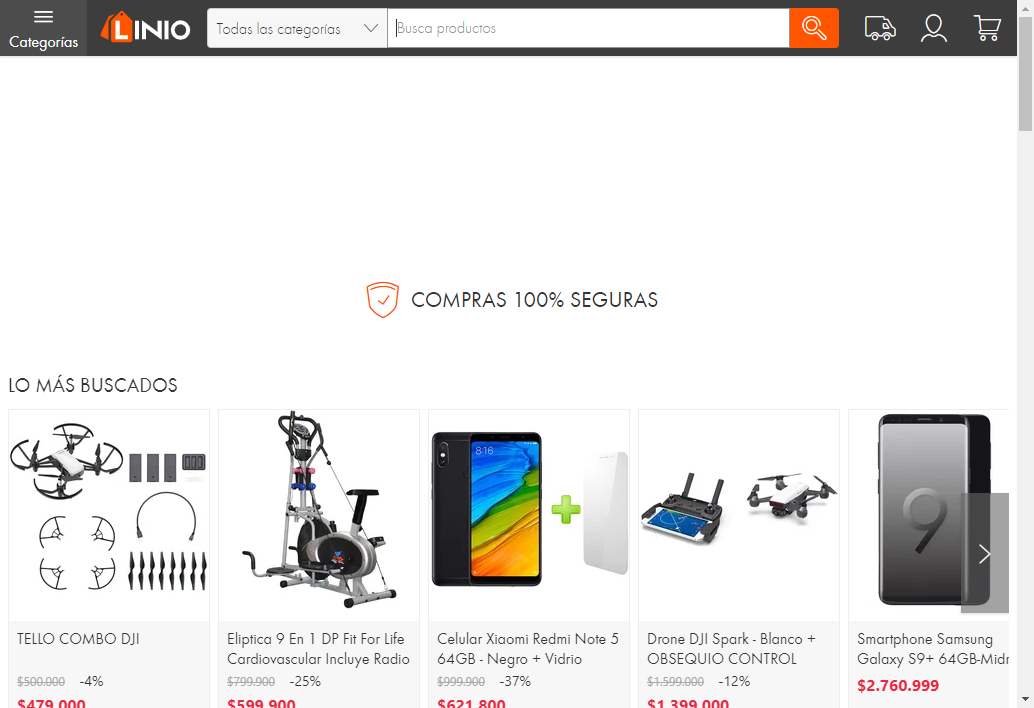 Categorías
LINIO
Todas las categorías
Busca productos
COMPRAS 100% SEGURAS
LO MÁS BUSCADOS
8:16
9
TELLO COMBO DJI
$500.000 -4%
$479.000
Eliptica 9 En 1 DP Fit For Life
Cardiovascular Incluye Radio
$799.900 -25%
$599.900
Celular Xiaomi Redmi Note 5
64GB - Negro + Vidrio
$999.900 -37%
$621.800
Drone DJI Spark - Blanco +
OBSEQUIO CONTROL
$1.599.000 -12%
$1.399.000
Smartphone Samsung
Galaxy S9+ 64GB-Midn
$2.760.999